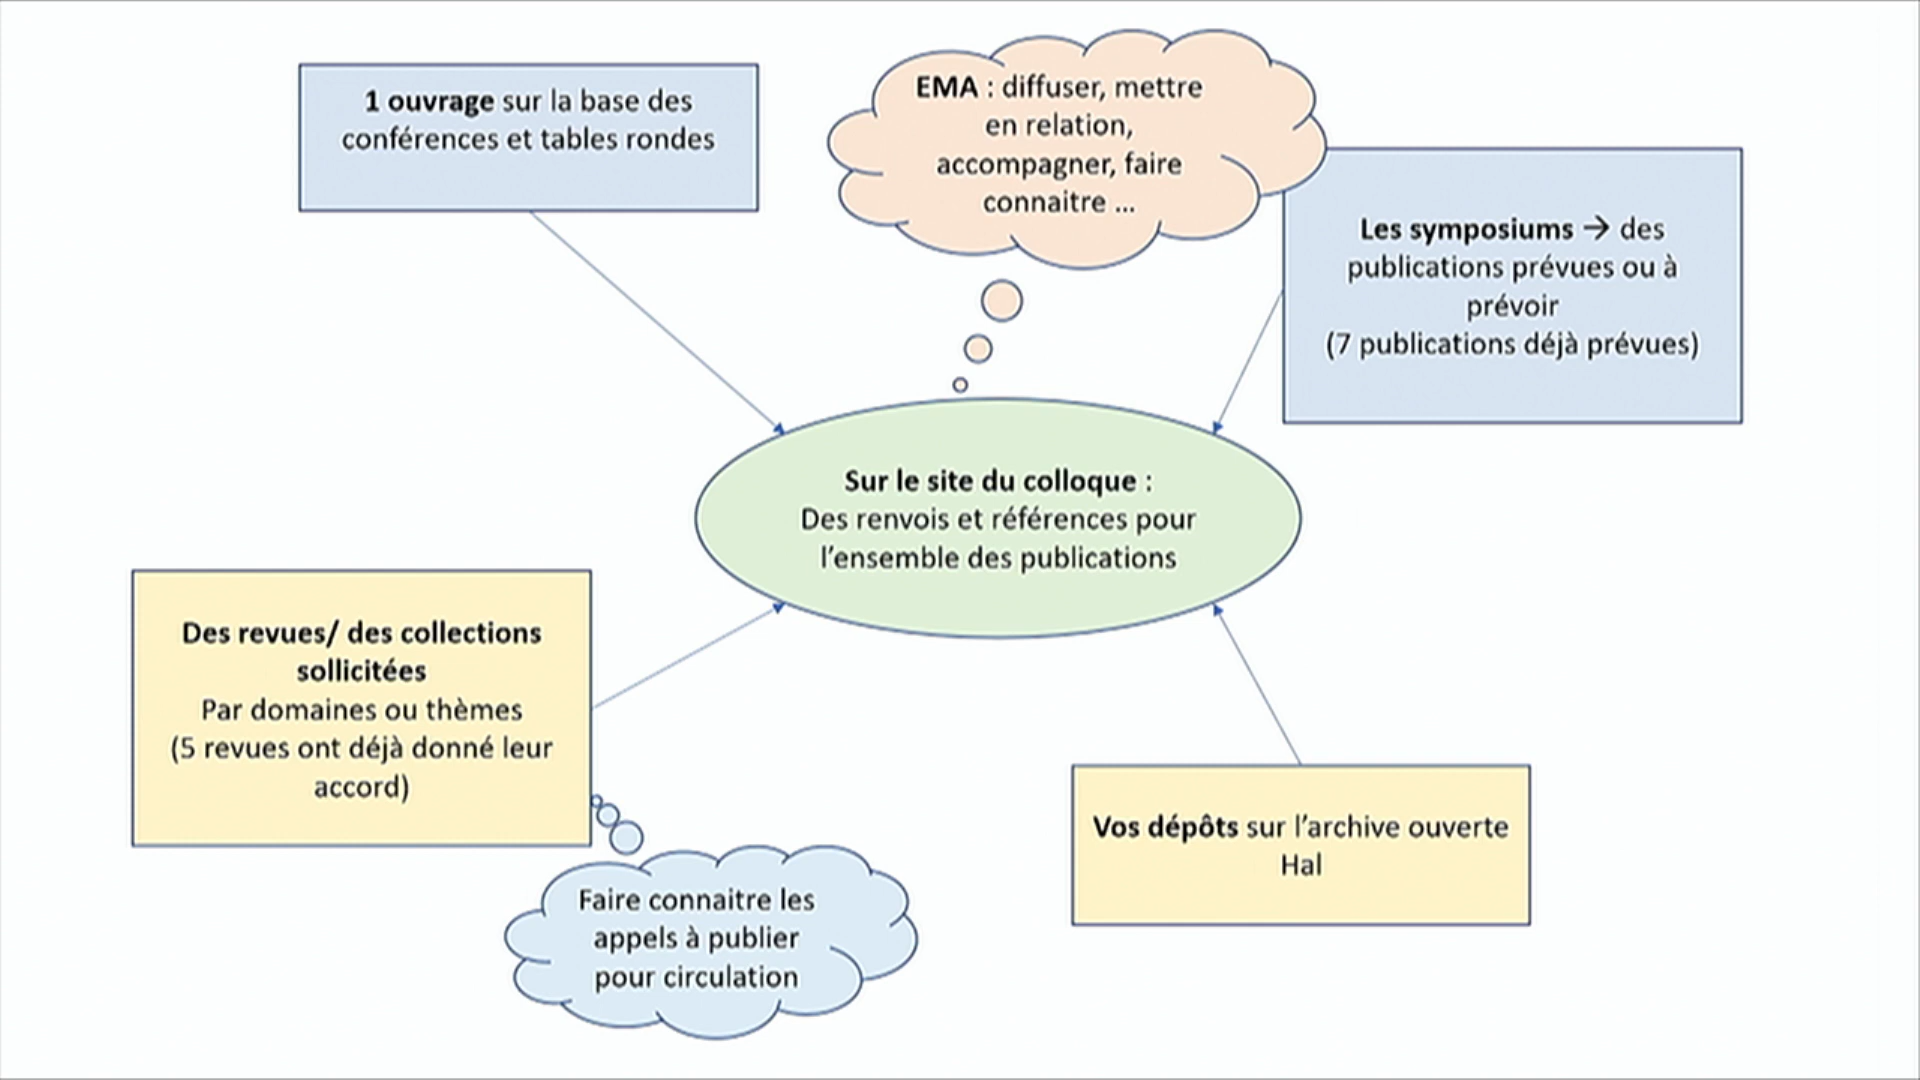 1 ouvrage sur la base des
conférences et tables rondes
EMA : diffuser, mettre
en relation,
accompagner, faire
connaitre ...
Les symposiums → des
publications prévues ou à
prévoir
(7 publications déjà prévues)
Sur le site du colloque :
Des renvois et références pour
l’ensemble des publications
Des revues/ des collections
sollicitées
Par domaines ou thèmes
(5 revues ont déjà donné leur
accord)
Vos dépôts sur l’archive ouverte
Hal
Faire connaitre les
appels à publier
pour circulation